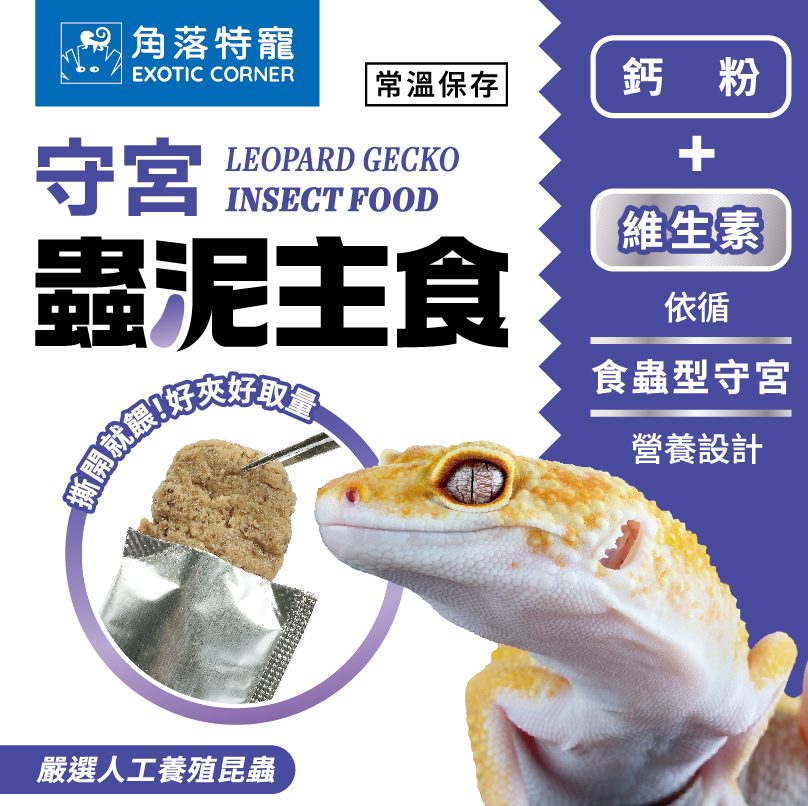 角落特寵
EXOTIC CORNER
常溫保存
守宮
LEOPARD GECKO
INSECT FOOD
蟲泥主食
撕開就餵!好夾好取量
鈣 粉
+
維生素
依循
食蟲型守宮
營養設計
嚴選人工養殖昆蟲